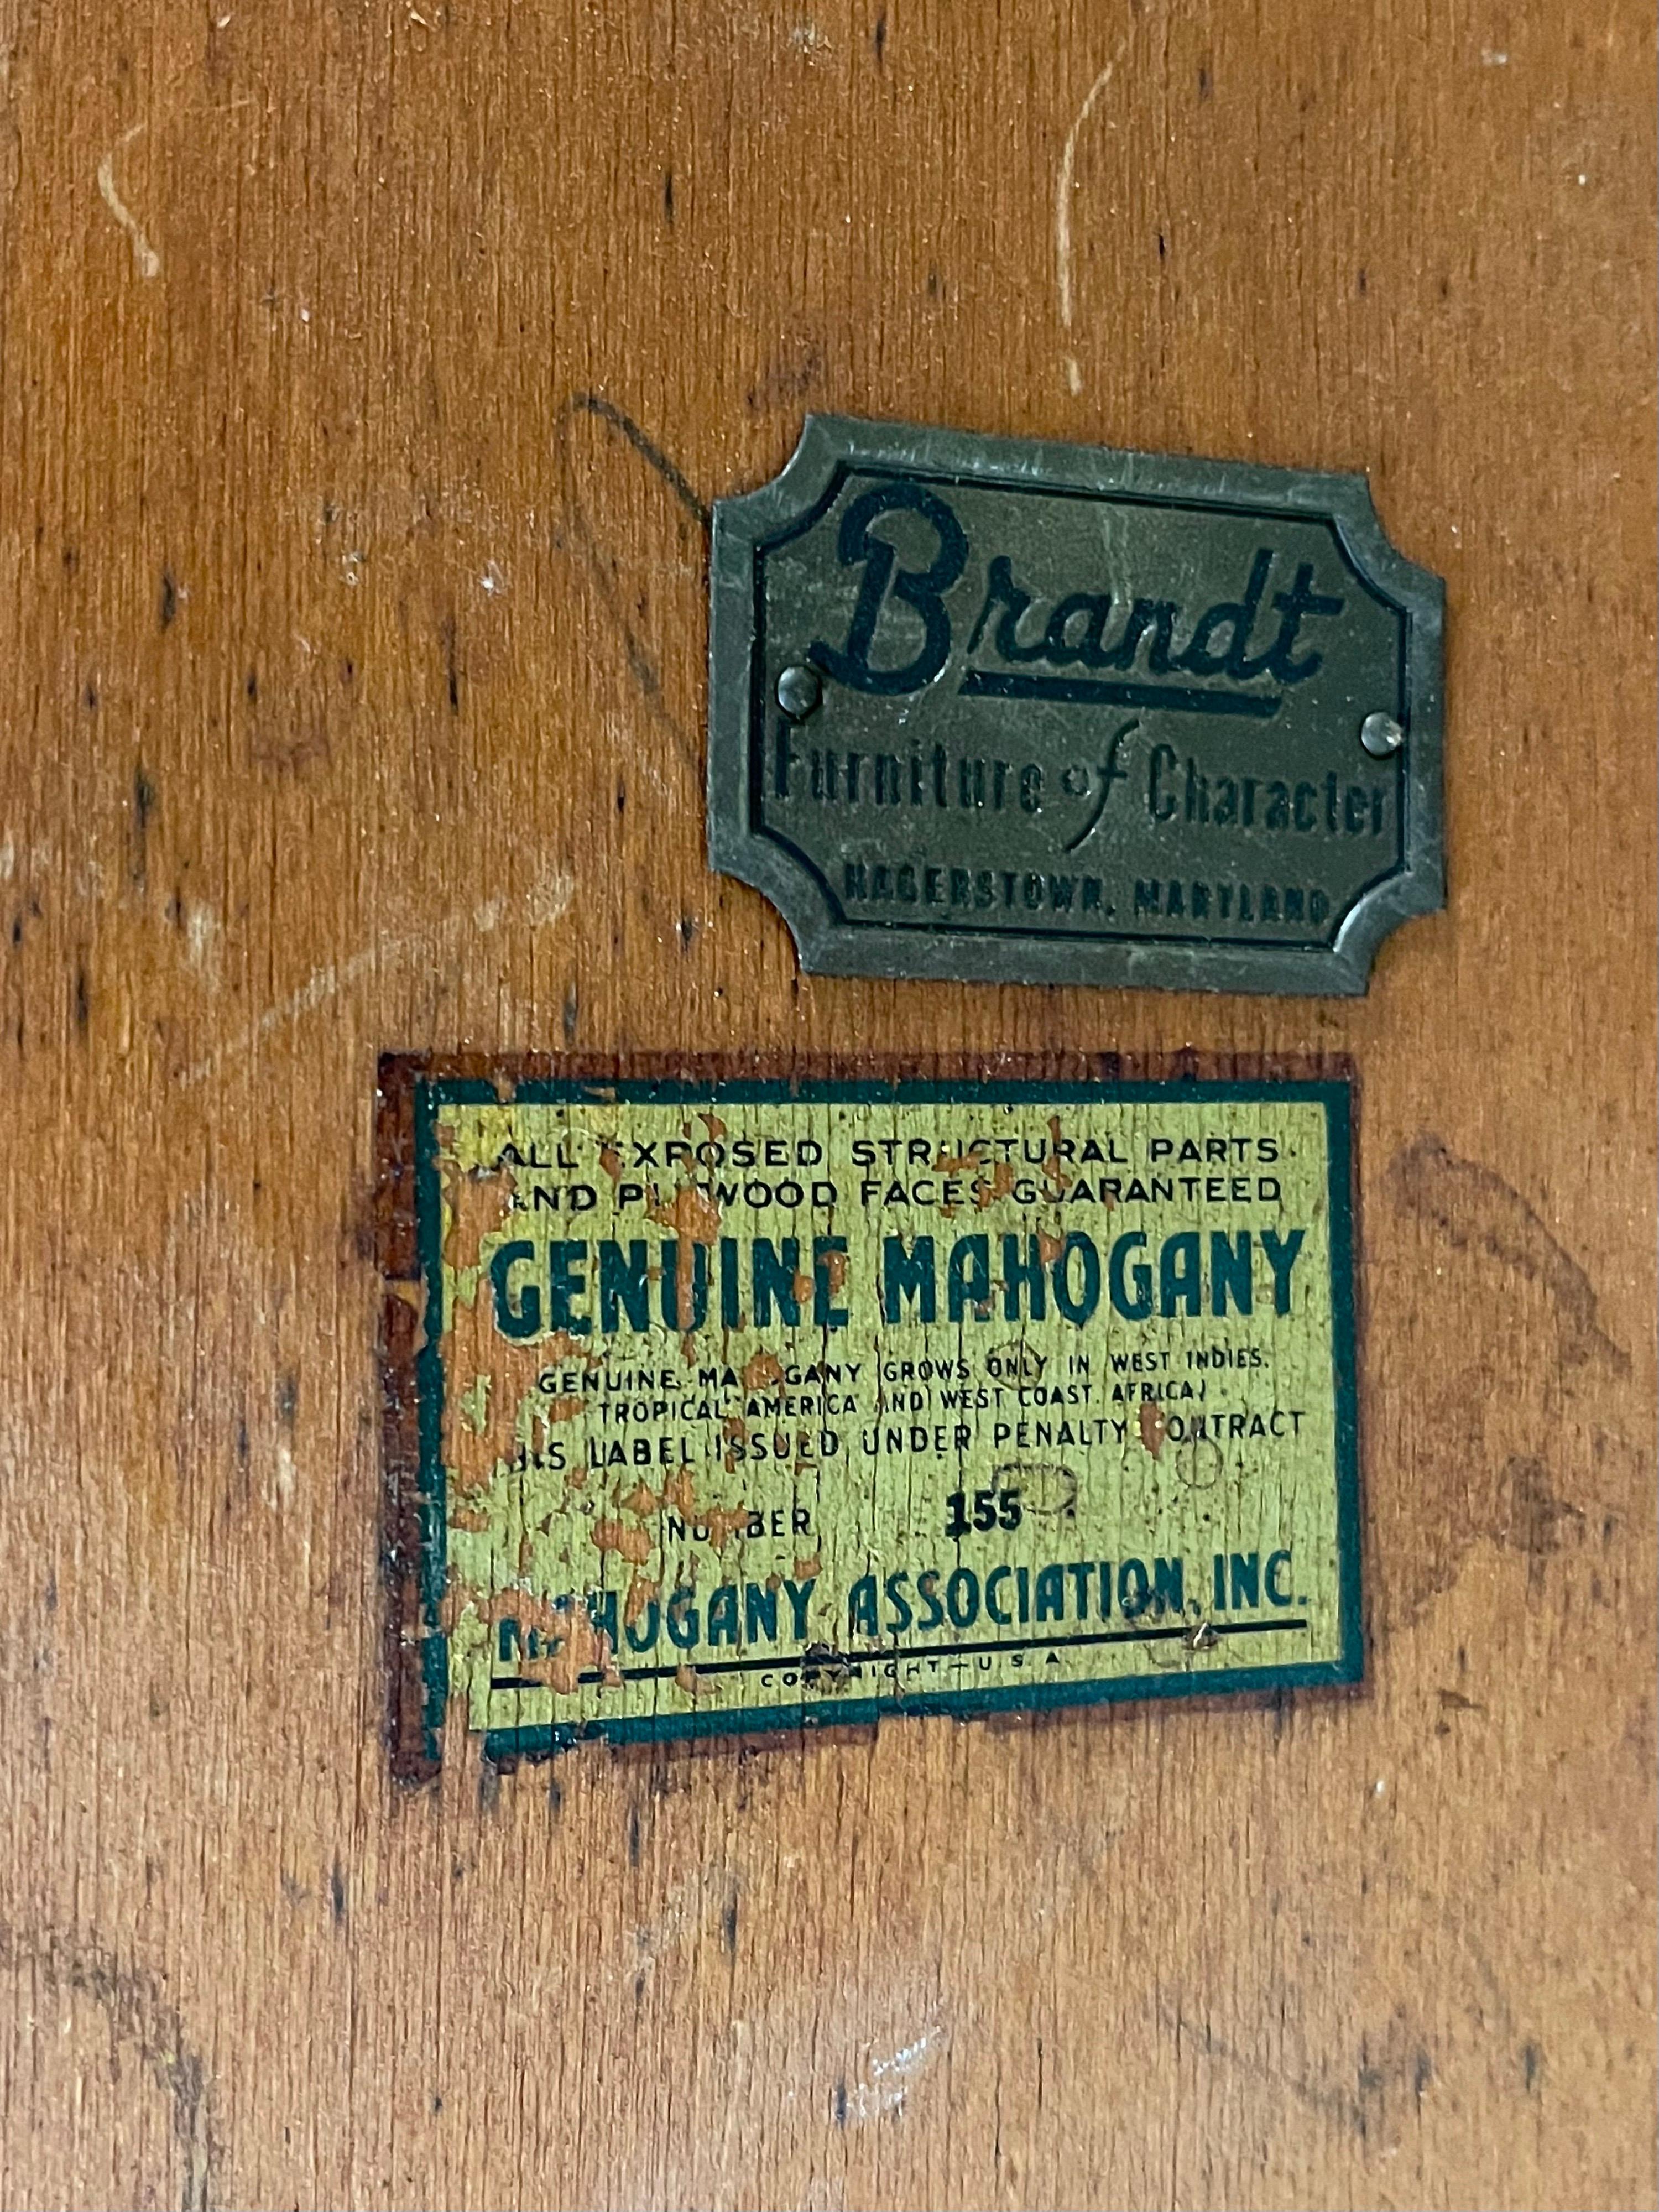 Brandt
Furniture of Character
HAGERSTOWN, MARYLAND
ALL EXPOSED STRUCTURAL PARTS
AND PLYWOOD FACES GUARANTEED
GENUINE MAHOGANY
GENUINE MAHOGANY GROWS ONLY IN WEST INDIES,
TROPICAL AMERICA AND WEST COAST AFRICA,
THIS LABEL ISSUED UNDER PENALTY CONTRACT
NUMBER 155
MAHOGANY ASSOCIATION, INC.
COPYRIGHT—U.S.A.